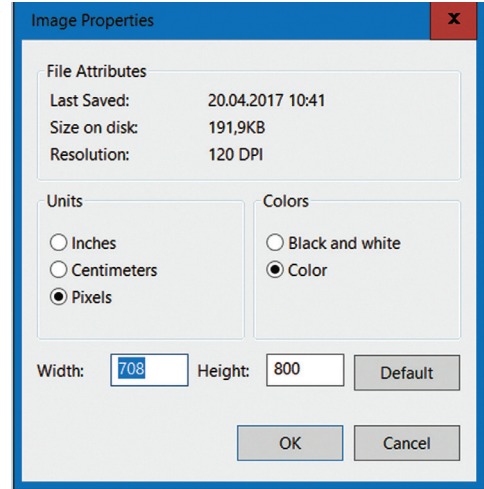 Image Properties x
File Attributes
Last Saved: 20.04.2017 10:41
Size on disk: 191,9KB
Resolution: 120 DPI
Units Colors
Inches Black and white
Centimeters Color
Pixels
Width: 708 Height: 800 Default
OK Cancel